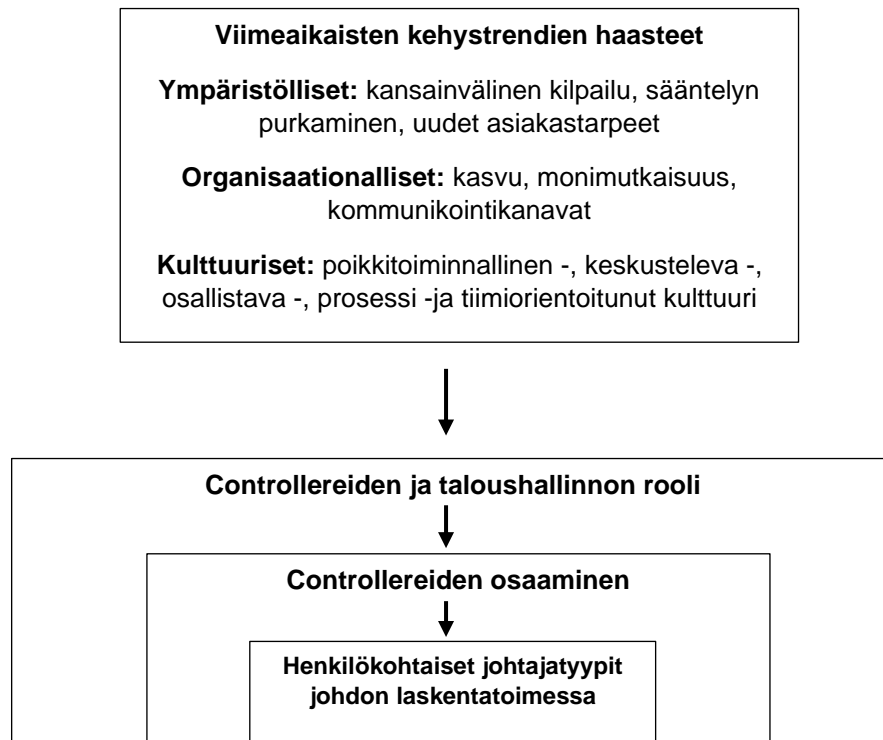 Viimeaikaisten kehystrendien haasteet
Ympäristölliset: kansainvälinen kilpailu, sääntelyn
purkaminen, uudet asiakastarpeet
Organisaationalliset: kasvu, monimutkaisuus,
kommunikointikanavat
Kulttuuriset: poikkitoiminnallinen -, keskusteleva -,
osallistava -, prosessi -ja tiimiorientoitunut kulttuuri
Controllereiden ja taloushallinnon rooli
Controllereiden osaaminen
Henkilökohtaiset johtajatyypit
johdon laskentatoimessa